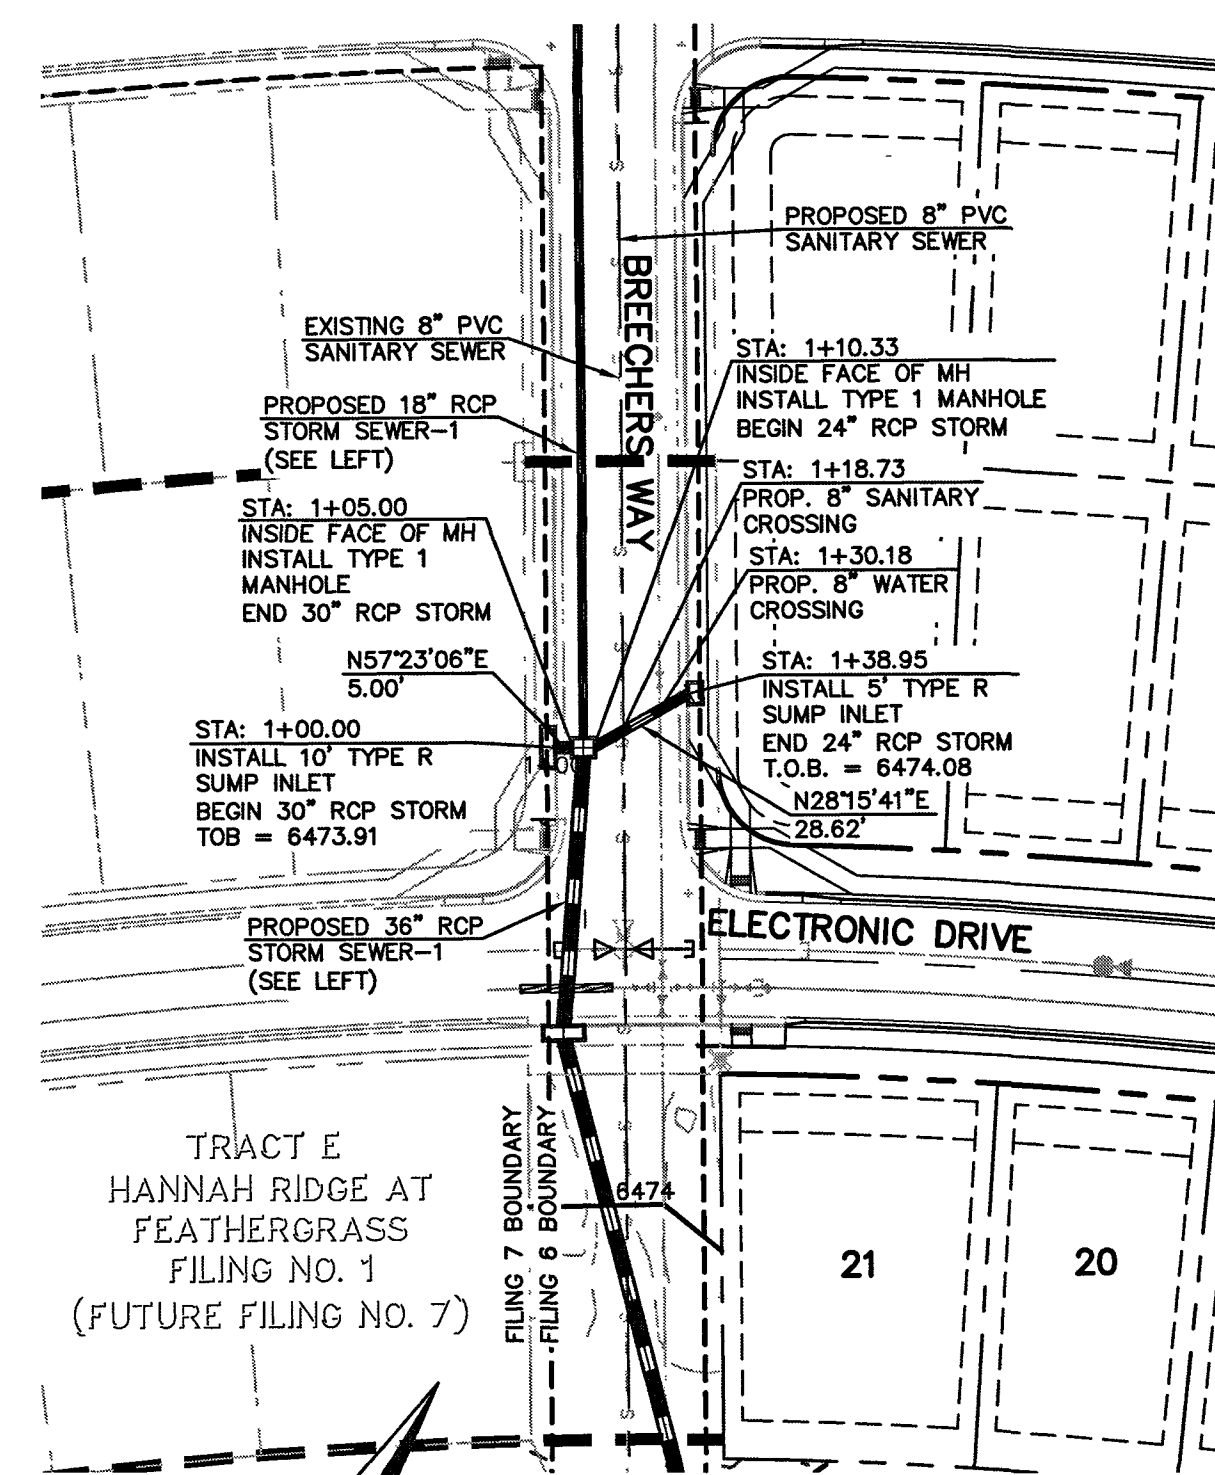 PROPOSED 8" PVC
SANITARY SEWER
BREECHERS WAY
EXISTING 8" PVC
SANITARY SEWER
STA: 1+10.33
INSIDE FACE OF MH
INSTALL TYPE 1 MANHOLE
BEGIN 24" RCP STORM
PROPOSED 18" RCP
STORM SEWER-1
(SEE LEFT)
STA: 1+18.73
PROP. 8" SANITARY
CROSSING
STA: 1+05.00
INSIDE FACE OF MH
INSTALL TYPE 1
MANHOLE
END 30" RCP STORM
STA: 1+30.18
PROP. 8" WATER
CROSSING
N57°23'06"E
5.00'
STA: 1+38.95
INSTALL 5' TYPE R
SUMP INLET
END 24" RCP STORM
T.O.B. = 6474.08
STA: 1+00.00
INSTALL 10' TYPE R
SUMP INLET
BEGIN 30" RCP STORM
TOB = 6473.91
N28°15'41"E
28.62'
PROPOSED 36" RCP
STORM SEWER-1
(SEE LEFT)
ELECTRONIC DRIVE
FILING 7 BOUNDARY
FILING 6 BOUNDARY
6474
TRACT E
HANNAH RIDGE AT
FEATHERGRASS
FILING NO. 1
(FUTURE FILING NO. 7)
21
20